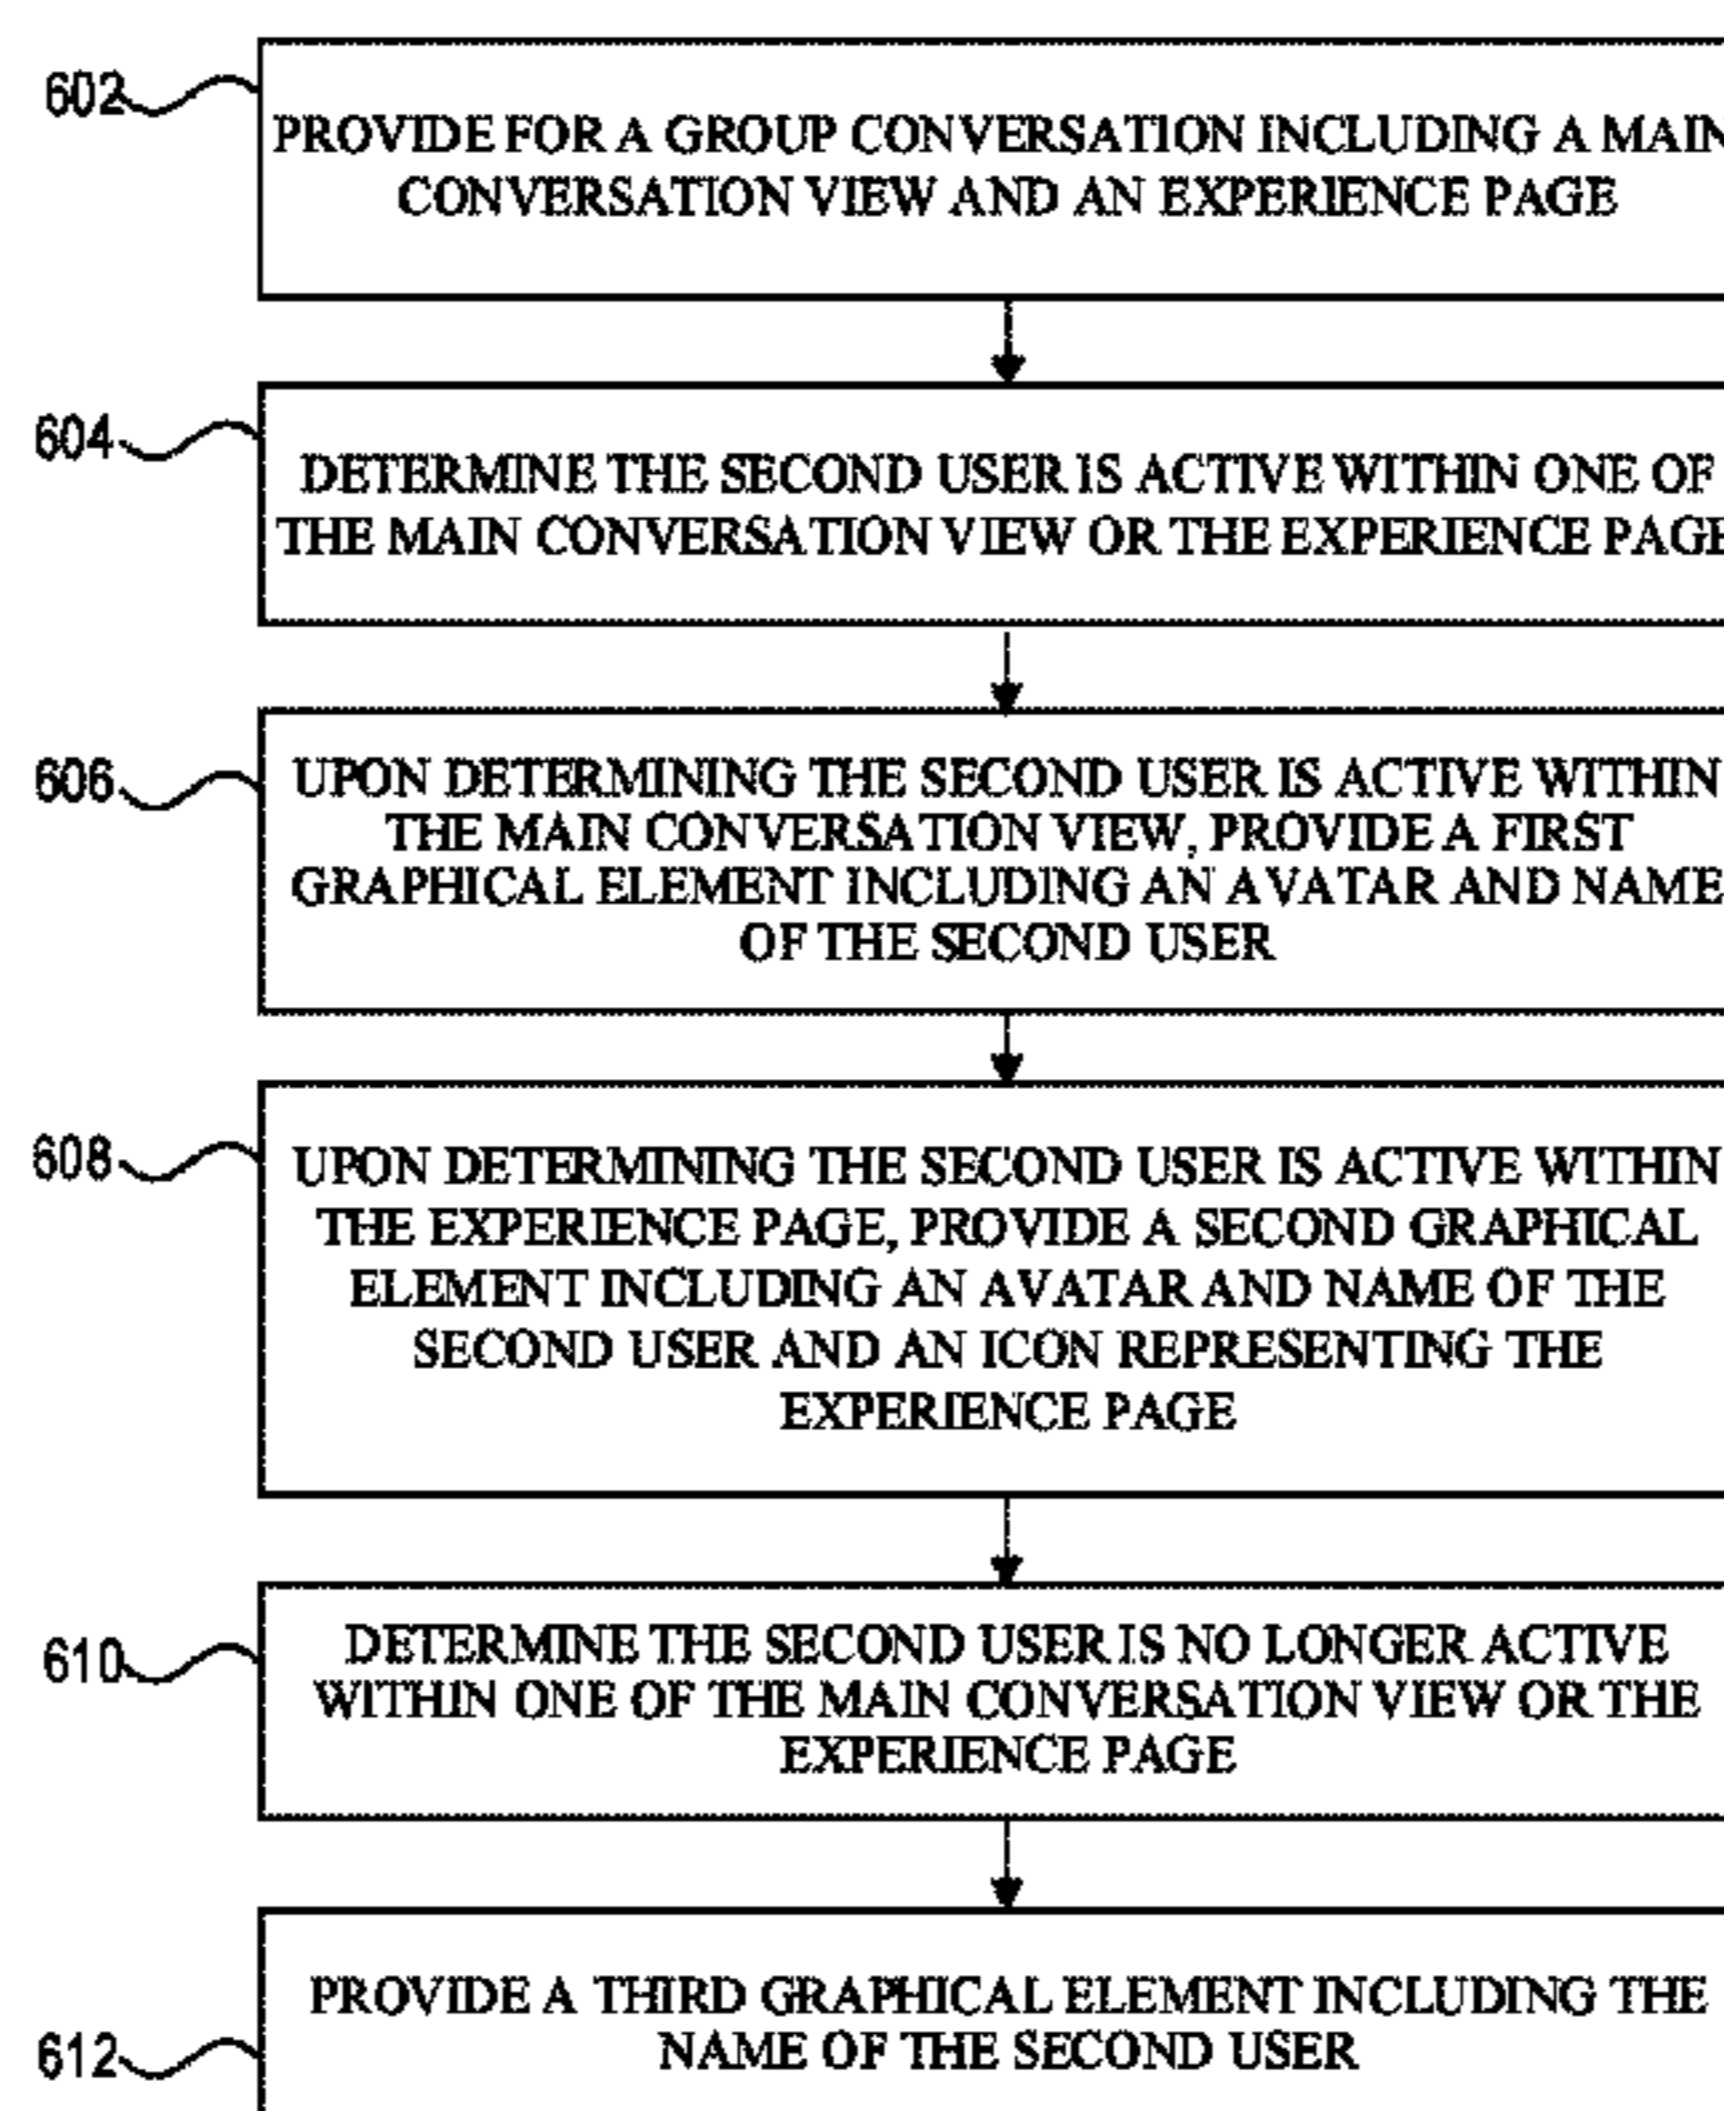 602
PROVIDE FOR A GROUP CONVERSATION INCLUDING A MAIN
CONVERSATION VIEW AND AN EXPERIENCE PAGE
604
DETERMINE THE SECOND USER IS ACTIVE WITHIN ONE OF
THE MAIN CONVERSATION VIEW OR THE EXPERIENCE PAGE
606
UPON DETERMINING THE SECOND USER IS ACTIVE WITHIN
THE MAIN CONVERSATION VIEW, PROVIDE A FIRST
GRAPHICAL ELEMENT INCLUDING AN AVATAR AND NAME
OF THE SECOND USER
608
UPON DETERMINING THE SECOND USER IS ACTIVE WITHIN
THE EXPERIENCE PAGE, PROVIDE A SECOND GRAPHICAL
ELEMENT INCLUDING AN AVATAR AND NAME OF THE
SECOND USER AND AN ICON REPRESENTING THE
EXPERIENCE PAGE
610
DETERMINE THE SECOND USER IS NO LONGER ACTIVE
WITHIN ONE OF THE MAIN CONVERSATION VIEW OR THE
EXPERIENCE PAGE
612
PROVIDE A THIRD GRAPHICAL ELEMENT INCLUDING THE
NAME OF THE SECOND USER